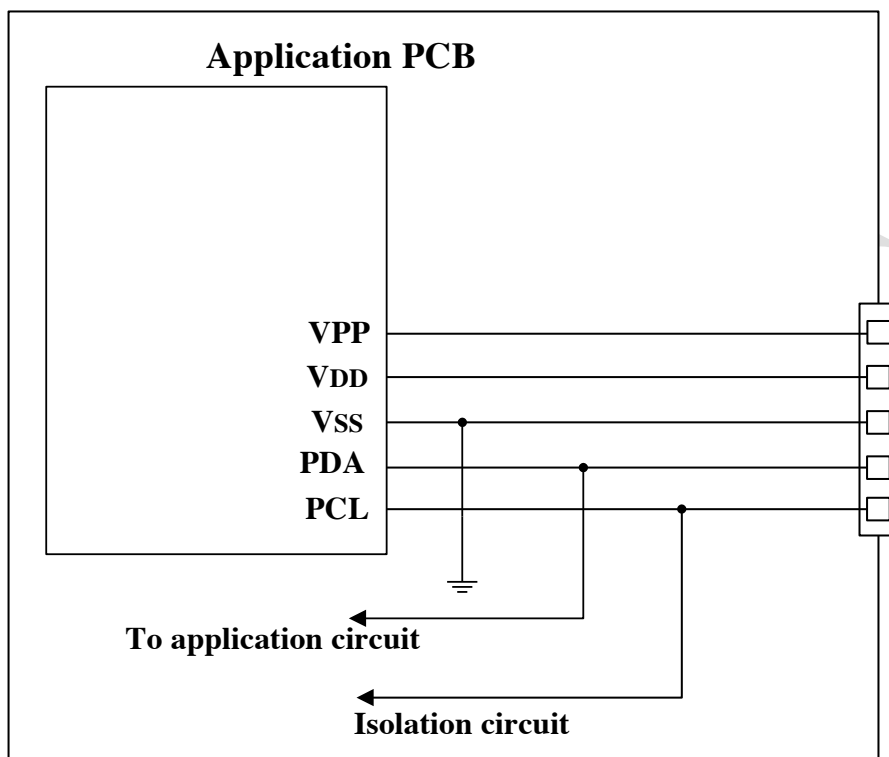 Application PCB
VPP
VDD
VSS
PDA
PCL
To application circuit
Isolation circuit